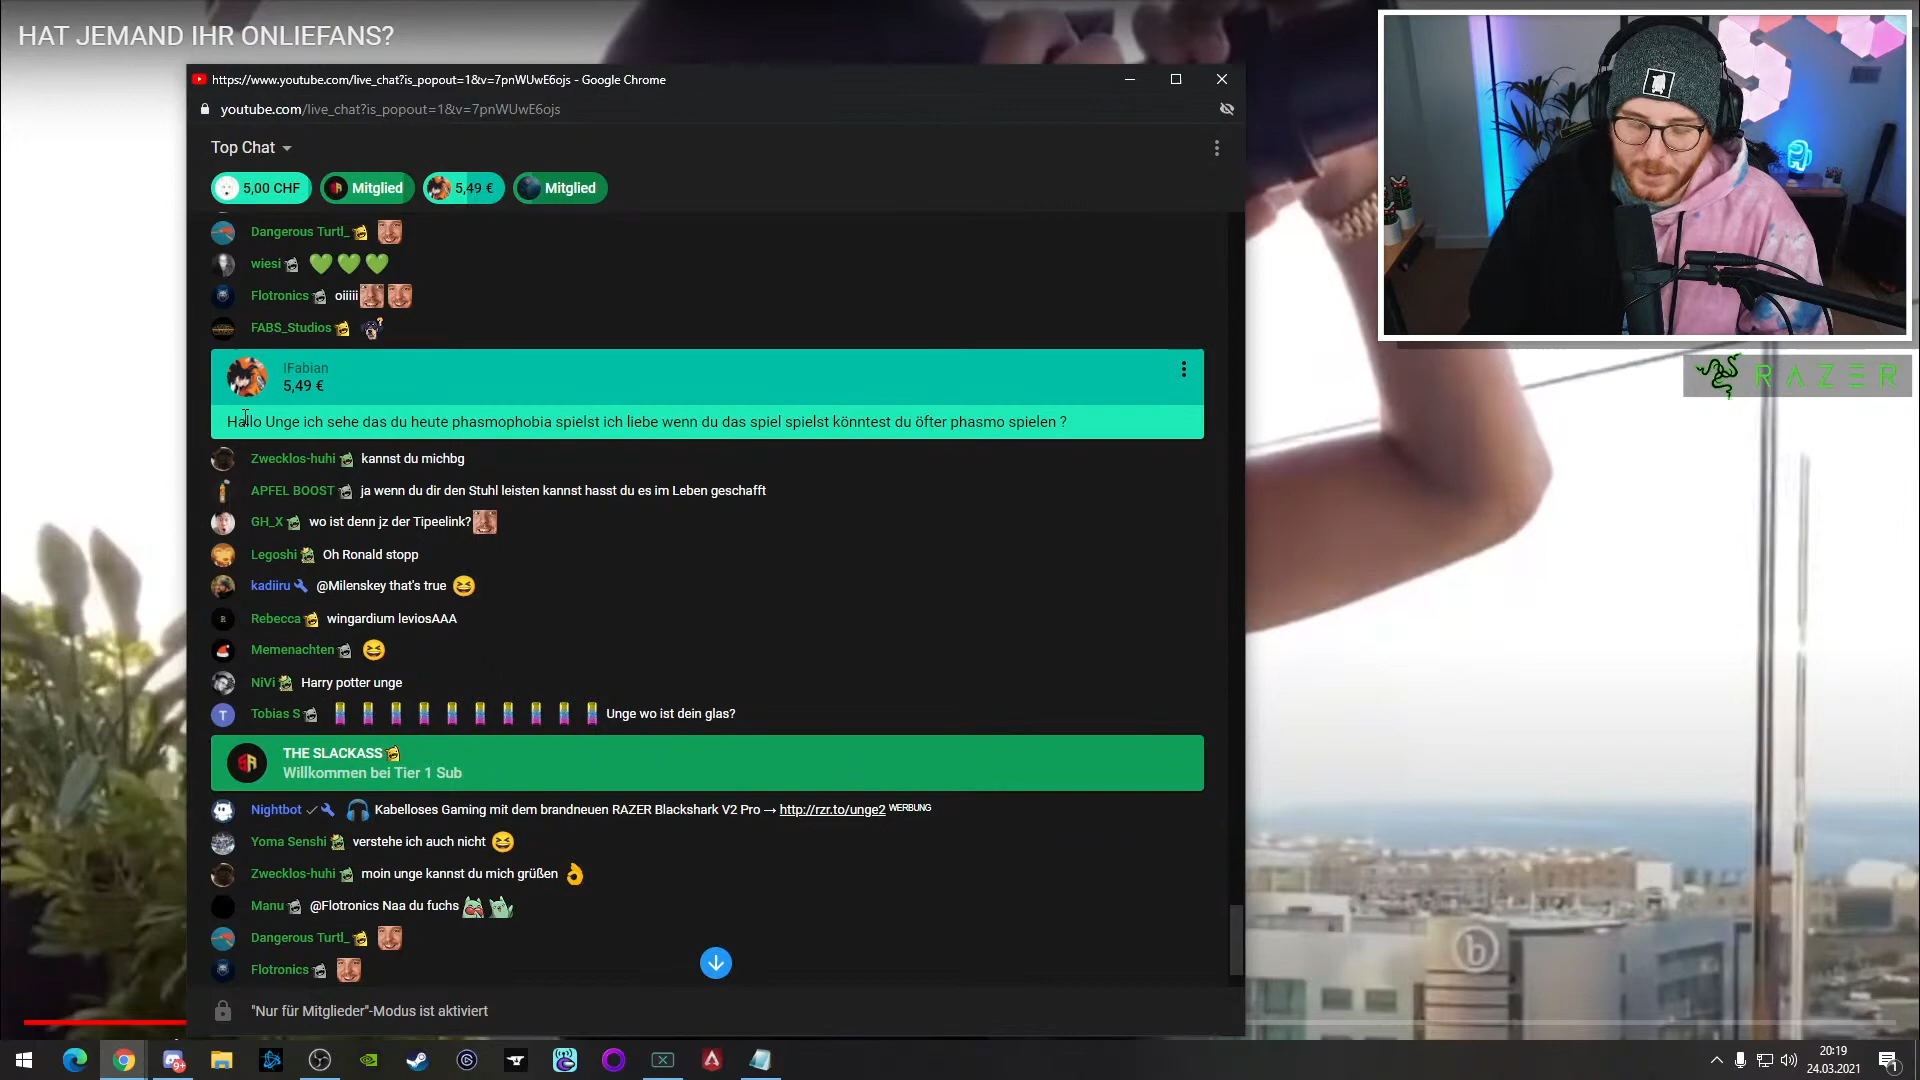 HAT JEMAND IHR ONLIEFANS?
https://www.youtube.com/live_chat?is_popout=1&v=7pnWUwE6ojs - Google Chrome
youtube.com/live_chat?is_popout=1&v=7pnWUwE6ojs
Top Chat
5,00 CHF Mitglied 5,49 € Mitglied
Dangerous Turtl_
wiesi
Flotronics oiiiii
FABS_Studios
IFabian
5,49 €
Hallo Unge ich sehe das du heute phasmophobia spielst ich liebe wenn du das spiel spielst könntest du öfter phasmo spielen ?
Zwecklos-huhi kannst du michbg
APFEL BOOST ja wenn du dir den Stuhl leisten kannst hasst du es im Leben geschafft
GH_X wo ist denn jz der Tipeelink?
Legoshi Oh Ronald stopp
kadiiru @Milenskey that's true 😆
Rebecca wingardium leviosAAA
Memenachten 😆
NiVi Harry potter unge
Tobias S Unge wo ist dein glas?
THE SLACKASS
Willkommen bei Tier 1 Sub
Nightbot 🎧 Kabelloses Gaming mit dem brandneuen RAZER Blackshark V2 Pro → http://rzr.to/unge2 WERBUNG
Yoma Senshi verstehe ich auch nicht 😆
Zwecklos-huhi moin unge kannst du mich grüßen 👌
Manu @Flotronics Naa du fuchs
Dangerous Turtl_
Flotronics
"Nur für Mitglieder"-Modus ist aktiviert
RAZER
b
20:19
24.03.2021